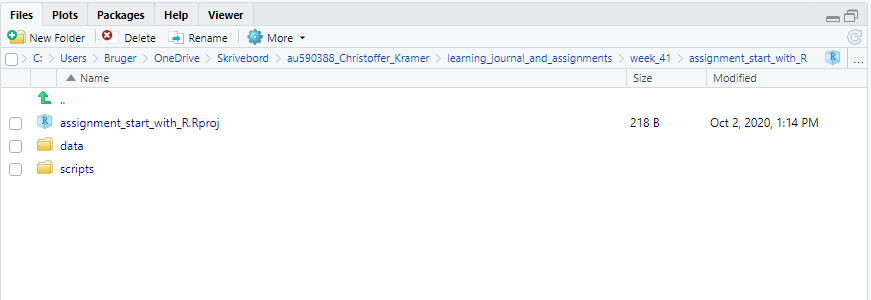 Files Plots Packages Help Viewer
New Folder Delete Rename More
C: Users Bruger OneDrive Skrivebord au590388_Christoffer_Kramer learning_journal_and_assignments week_41 assignment_start_with_R R ...
Name Size Modified
..
R assignment_start_with_R.Rproj 218 B Oct 2, 2020, 1:14 PM
data
scripts